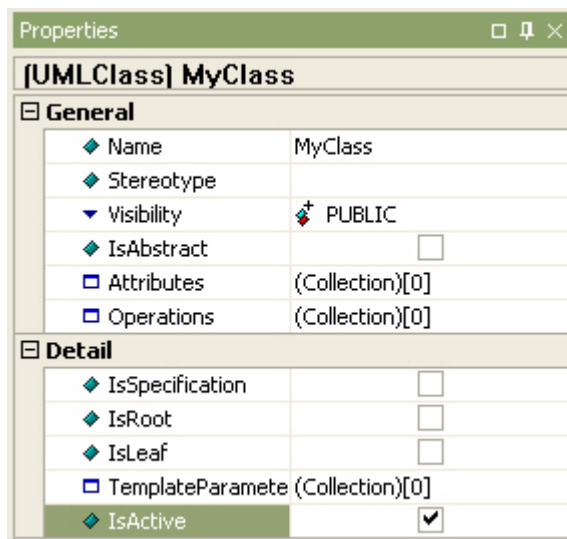 Properties
(UMLClass) MyClass
General
Name MyClass
Stereotype
Visibility PUBLIC
IsAbstract
Attributes (Collection)[0]
Operations (Collection)[0]
Detail
IsSpecification
IsRoot
IsLeaf
TemplateParamete (Collection)[0]
IsActive